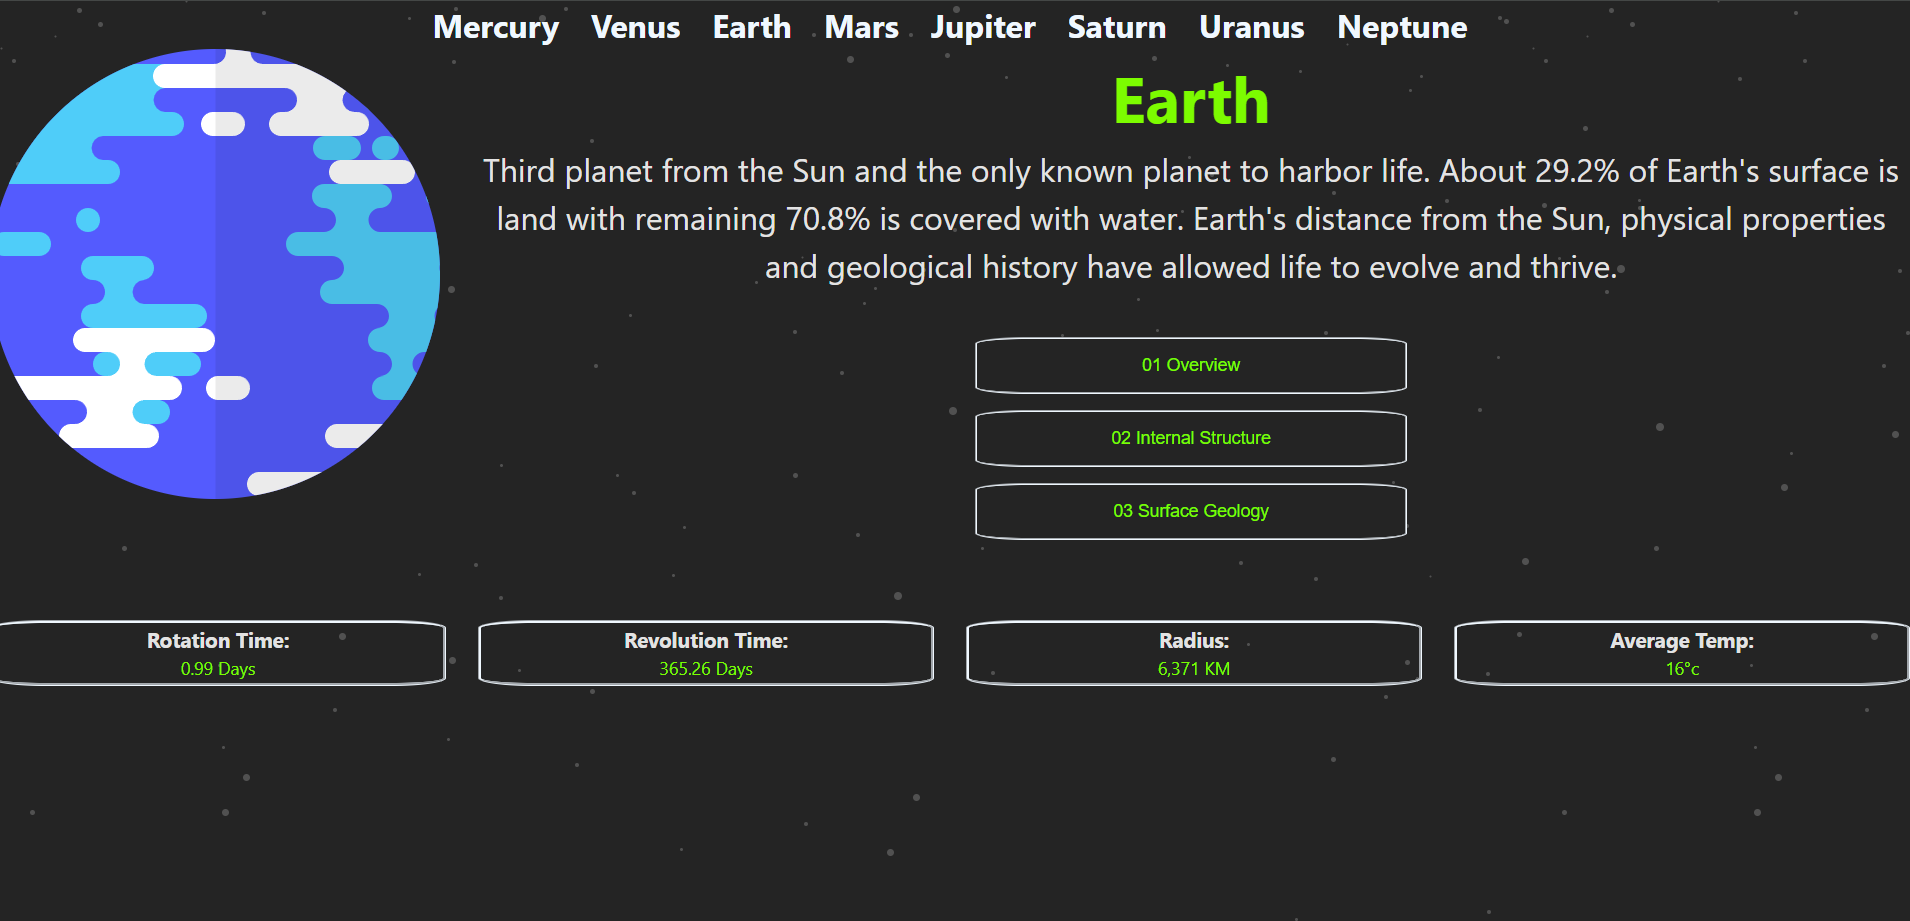 Mercury Venus Earth Mars Jupiter Saturn Uranus Neptune
Earth
Third planet from the Sun and the only known planet to harbor life. About 29.2% of Earth's surface is
land with remaining 70.8% is covered with water. Earth's distance from the Sun, physical properties
and geological history have allowed life to evolve and thrive.
01 Overview
02 Internal Structure
03 Surface Geology
Rotation Time:
0.99 Days
Revolution Time:
365.26 Days
Radius:
6,371 KM
Average Temp:
16°c